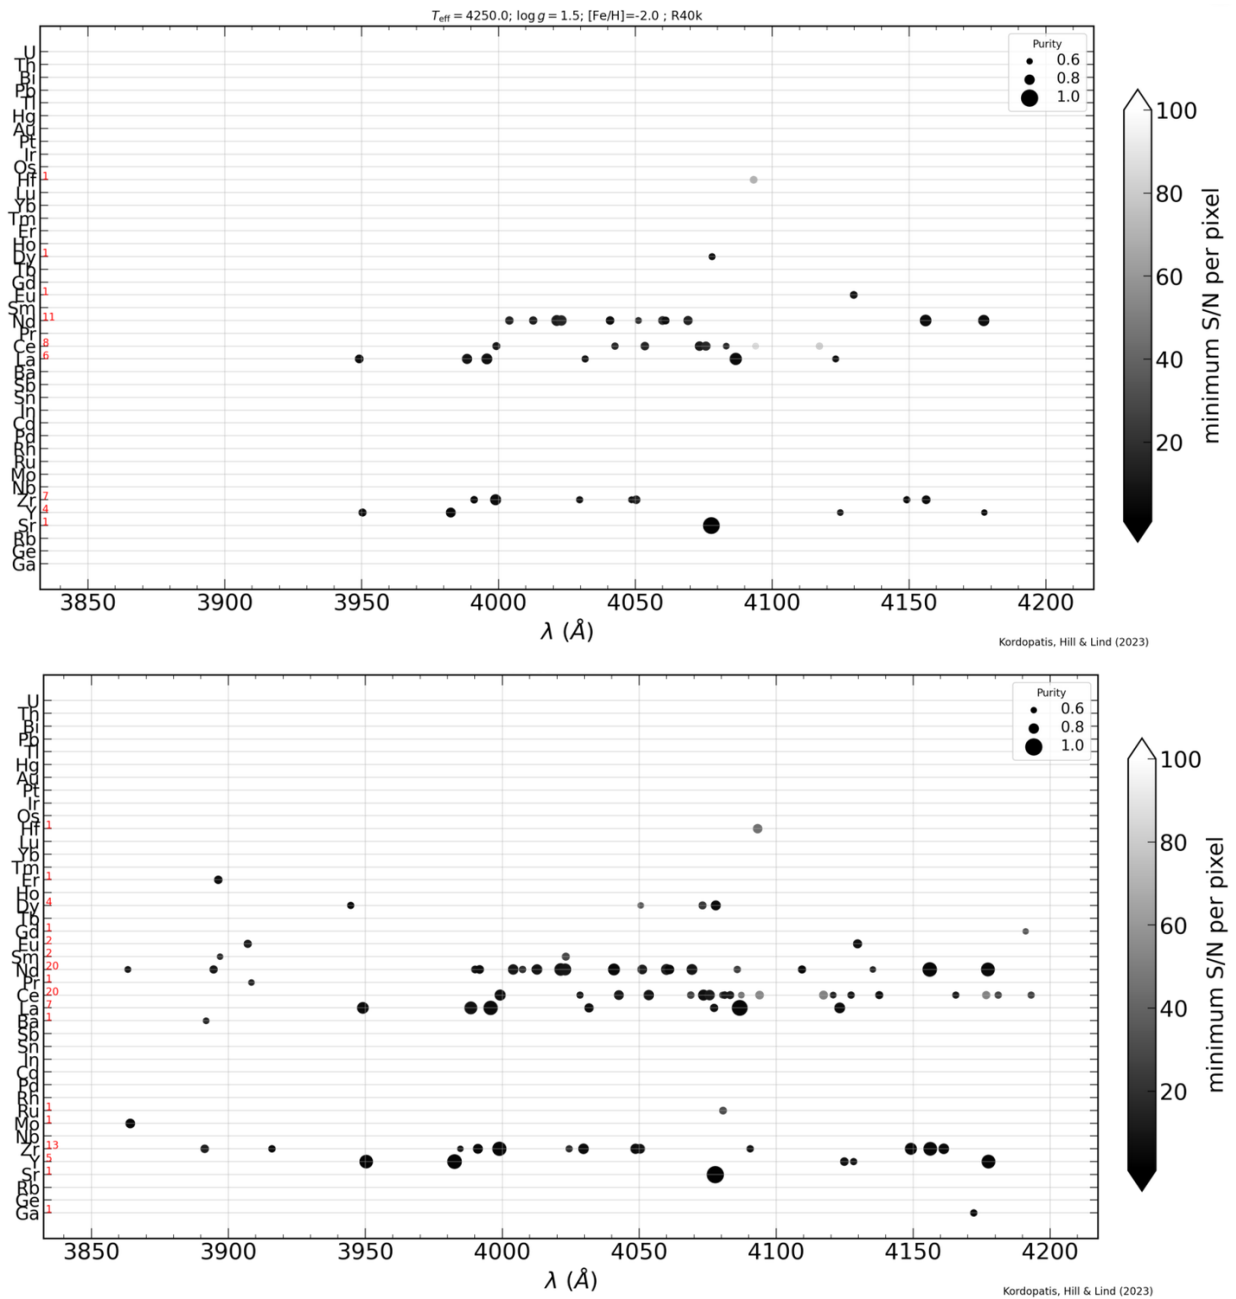 T_eff = 4250.0; log g = 1.5; [Fe/H]=-2.0 ; R40k
U
Th
Bi
Pb
Tl
Hg
Au
Pt
Ir
Os
Hf 1
Lu
Yb
Tm
Er
Ho
Dy 1
Tb
Gd
Eu 1
Sm
Nd 11
Pr
Ce 8
La 6
Ba
Sb
Sn
In
Cd
Pd
Rh
Ru
Mo
Nb
Zr 7
Y 4
Sr 1
Rb
Ge
Ga
Purity
0.6
0.8
1.0
100
80
60
40
20
minimum S/N per pixel
3850 3900 3950 4000 4050 4100 4150 4200
λ (Å)
Kordopatis, Hill & Lind (2023)
U
Th
Bi
Pb
Tl
Hg
Au
Pt
Ir
Os
Hf 1
Lu
Yb
Tm
Er 1
Ho
Dy 4
Tb
Gd 1
Eu 2
Sm 2
Nd 20
Pr 1
Ce 20
La 7
Ba 1
Sb
Sn
In
Cd
Pd
Rh
Ru 1
Mo 1
Nb
Zr 13
Y 5
Sr 1
Rb
Ge
Ga 1
Purity
0.6
0.8
1.0
100
80
60
40
20
minimum S/N per pixel
3850 3900 3950 4000 4050 4100 4150 4200
λ (Å)
Kordopatis, Hill & Lind (2023)